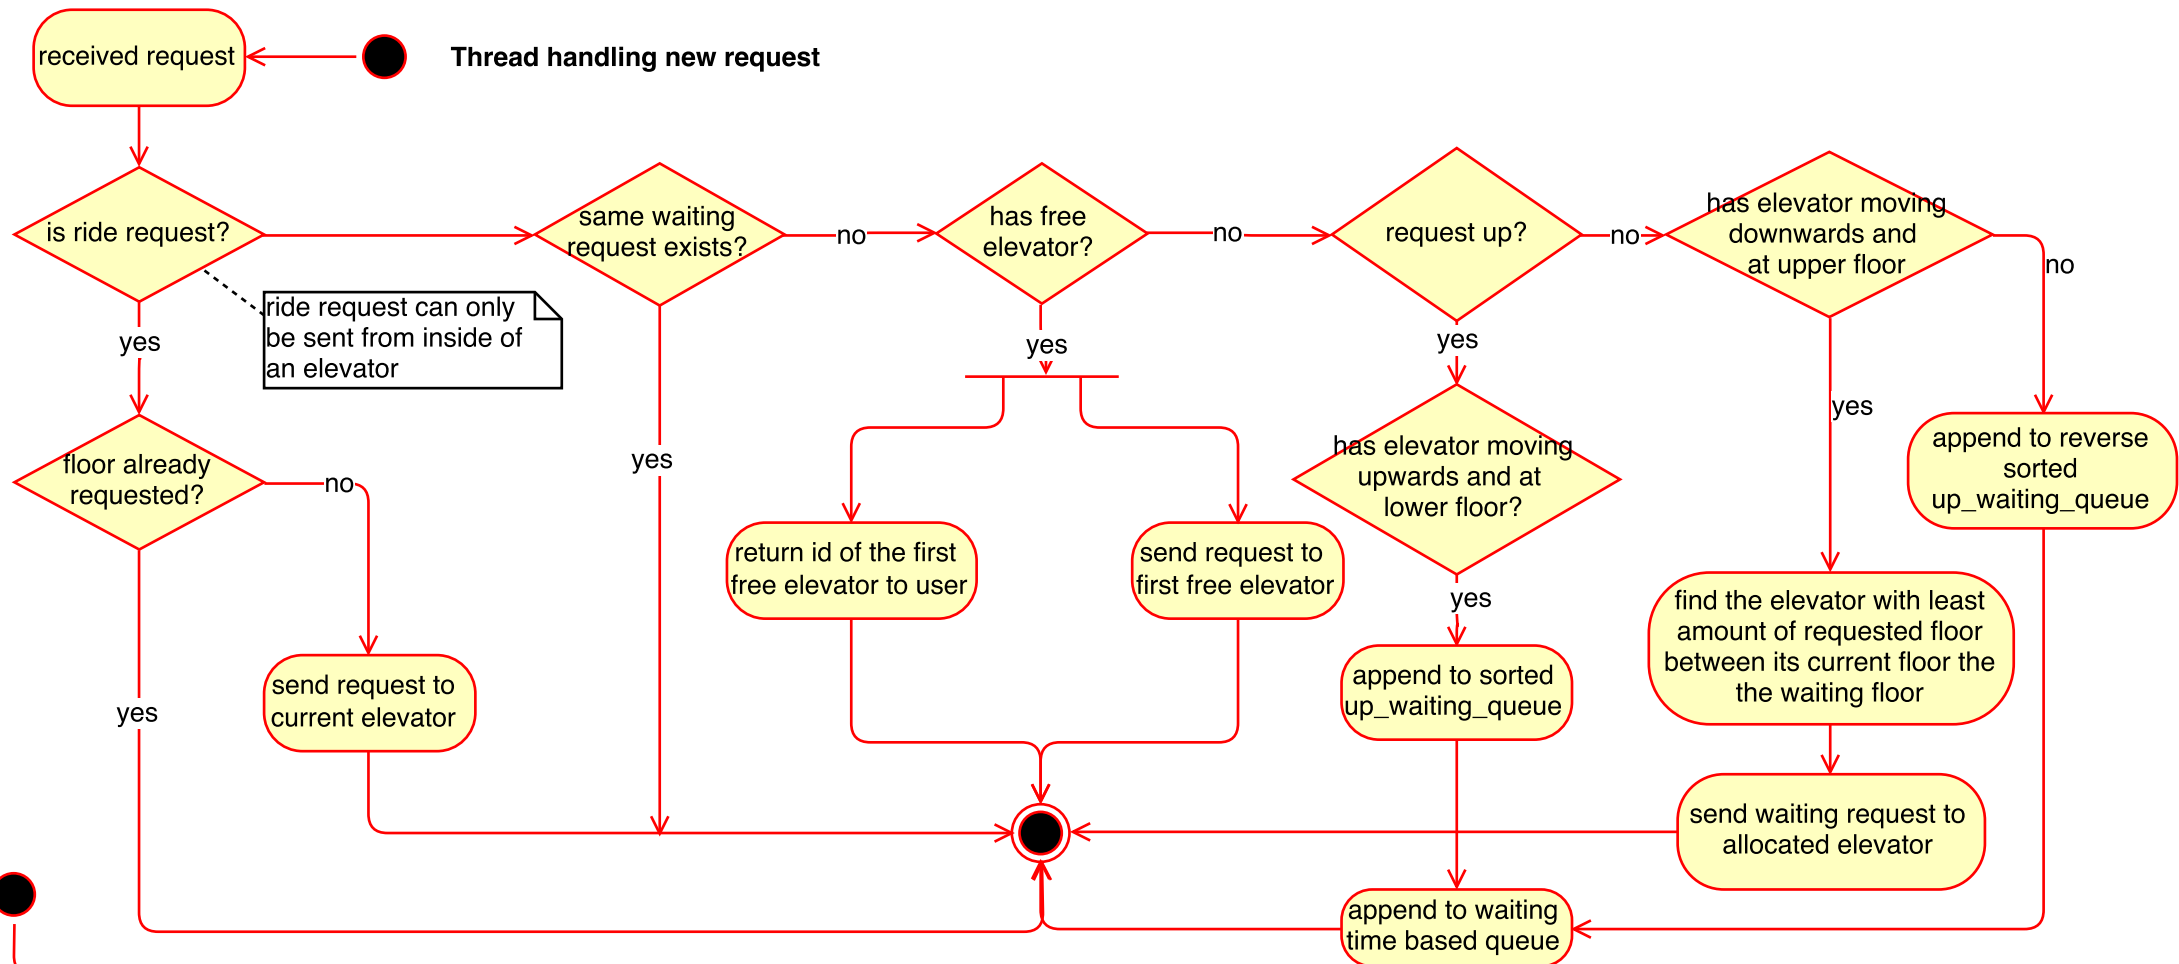 received request
Thread handling new request
is ride request?
same waiting
request exists?
no
has free
elevator?
no
request up?
no
has elevator moving
downwards and
at upper floor
no
ride request can only
be sent from inside of
an elevator
yes
yes
yes
yes
append to reverse
sorted
up_waiting_queue
floor already
requested?
no
yes
has elevator moving
upwards and at
lower floor?
return id of the first
free elevator to user
send request to
first free elevator
yes
find the elevator with least
amount of requested floor
between its current floor the
the waiting floor
send request to
current elevator
append to sorted
up_waiting_queue
yes
send waiting request to
allocated elevator
append to waiting
time based queue